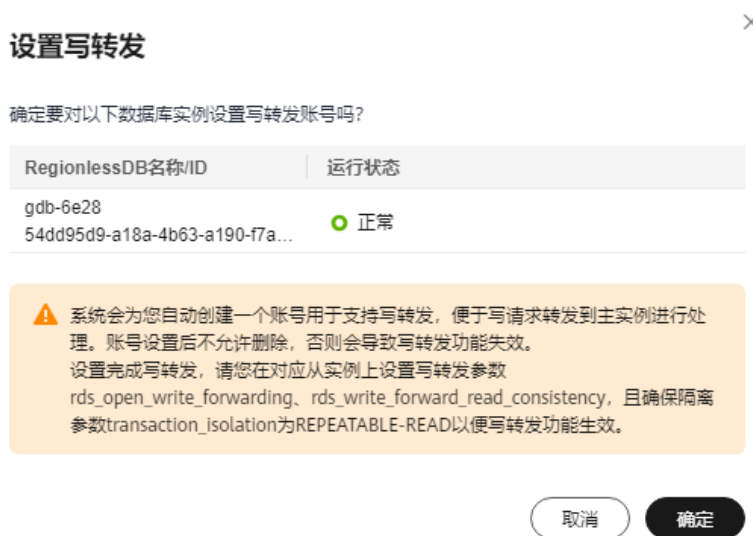 设置写转发
确定要对以下数据库实例设置写转发账号吗？
RegionlessDB名称/ID 运行状态
gdb-6e28
54dd95d9-a18a-4b63-a190-f7a... 正常
系统会为您自动创建一个账号用于支持写转发，便于写请求转发到主实例进行处
理。账号设置后不允许删除，否则会导致写转发功能失效。
设置完成写转发，请您在对应从实例上设置写转发参数
rds_open_write_forwarding、rds_write_forward_read_consistency，且确保隔离
参数transaction_isolation为REPEATABLE-READ以便写转发功能生效。
取消 确定